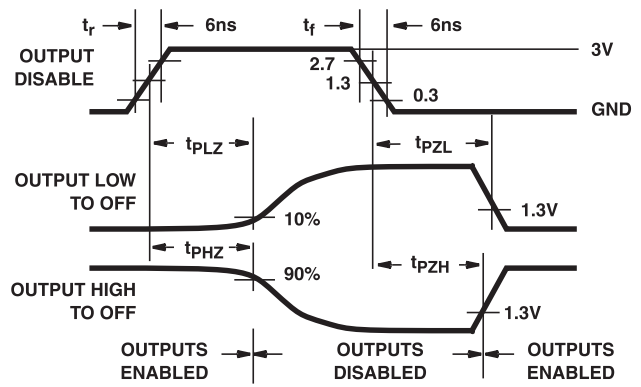 tr 6ns tf 6ns
OUTPUT
DISABLE
2.7
1.3
0.3
3V
GND
tPLZ tPZL
OUTPUT LOW
TO OFF
10%
1.3V
tPHZ tPZH
OUTPUT HIGH
TO OFF
90%
1.3V
OUTPUTS
ENABLED
OUTPUTS
DISABLED
OUTPUTS
ENABLED